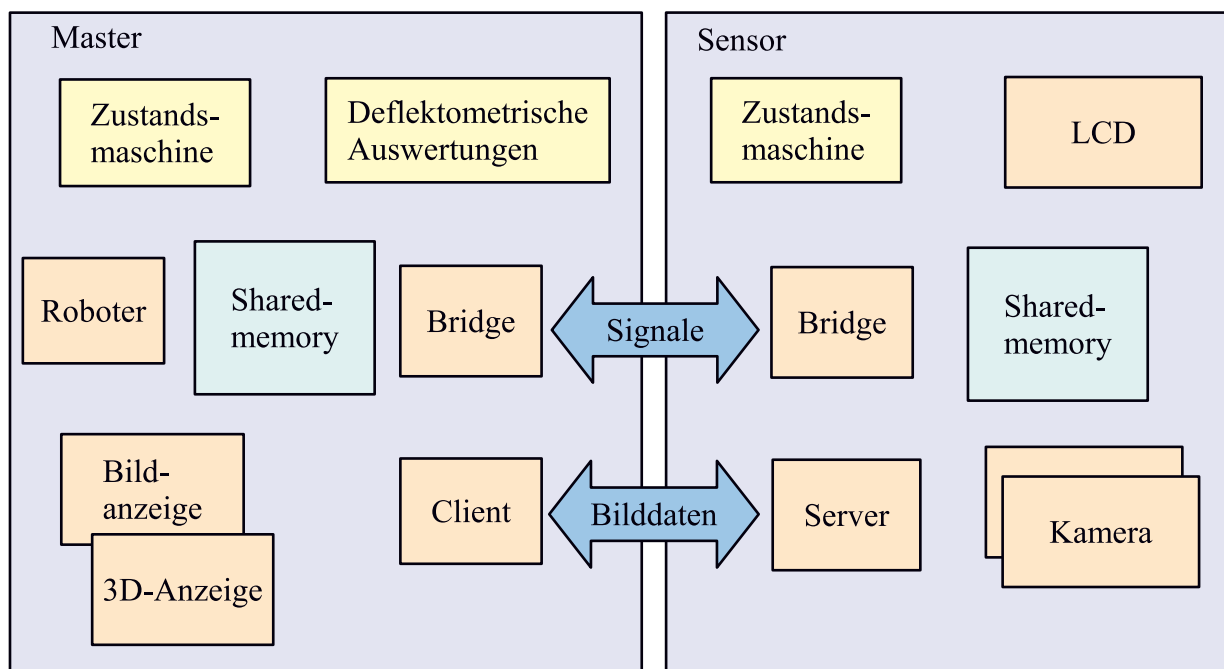 Master
Zustands-
maschine
Deflektometrische
Auswertungen
Roboter
Shared-
memory
Bridge
Signale
Bild-
anzeige
3D-Anzeige
Client
Bilddaten
Sensor
Zustands-
maschine
LCD
Bridge
Shared-
memory
Server
Kamera